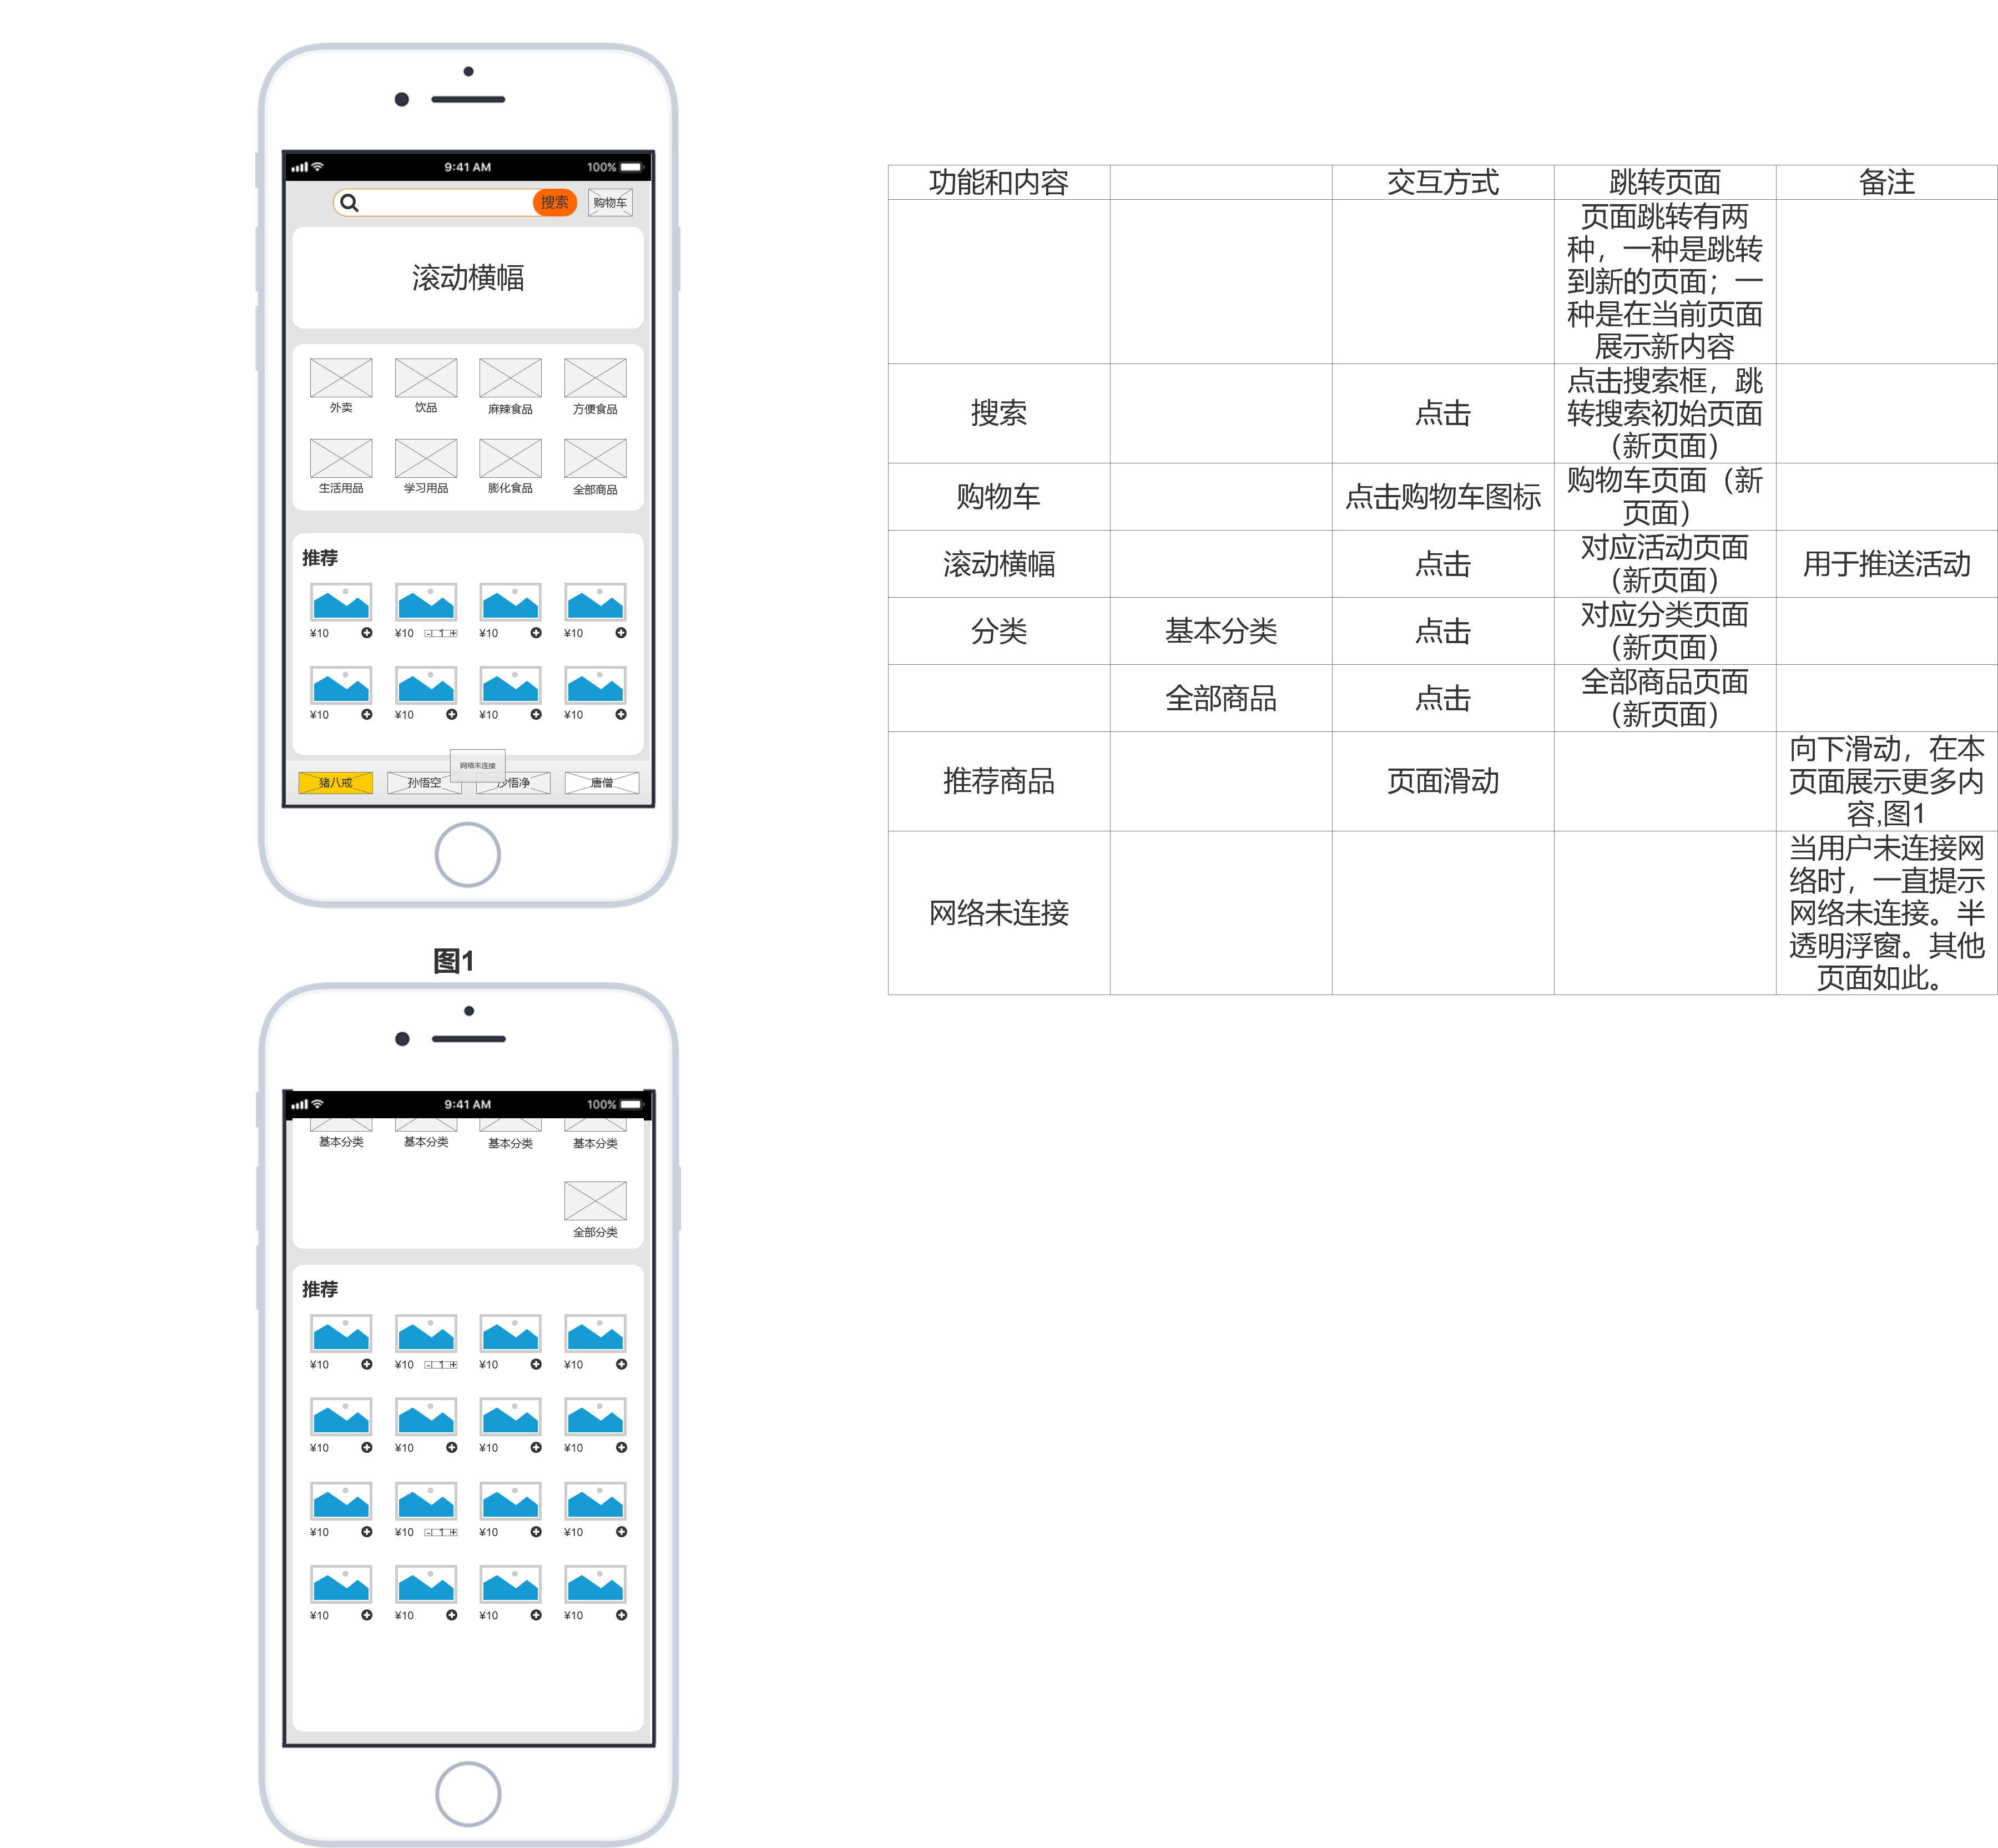 9:41 AM 100%
搜索 购物车
滚动横幅
外卖 饮品 麻辣食品 方便食品
生活用品 学习用品 膨化食品 全部商品
推荐
¥10 ¥10 - 1 + ¥10 ¥10
¥10 ¥10 ¥10 ¥10
网络未连接
猪八戒 孙悟空 沙悟净 唐僧
图1
9:41 AM 100%
基本分类 基本分类 基本分类 基本分类
全部分类
推荐
¥10 ¥10 - 1 + ¥10 ¥10
¥10 ¥10 ¥10 ¥10
¥10 ¥10 - 1 + ¥10 ¥10
¥10 ¥10 ¥10 ¥10
功能和内容 交互方式 跳转页面 备注
页面跳转有两
种，一种是跳转
到新的页面；一
种是在当前页面
展示新内容
搜索 点击
点击搜索框，跳
转搜索初始页面
（新页面）
购物车 点击购物车图标
购物车页面（新
页面）
滚动横幅 点击
对应活动页面
（新页面）
用于推送活动
分类 基本分类 点击
对应分类页面
（新页面）
全部商品 点击
全部商品页面
（新页面）
推荐商品 页面滑动
向下滑动，在本
页面展示更多内
容,图1
网络未连接
当用户未连接网
络时，一直提示
网络未连接。半
透明浮窗。其他
页面如此。